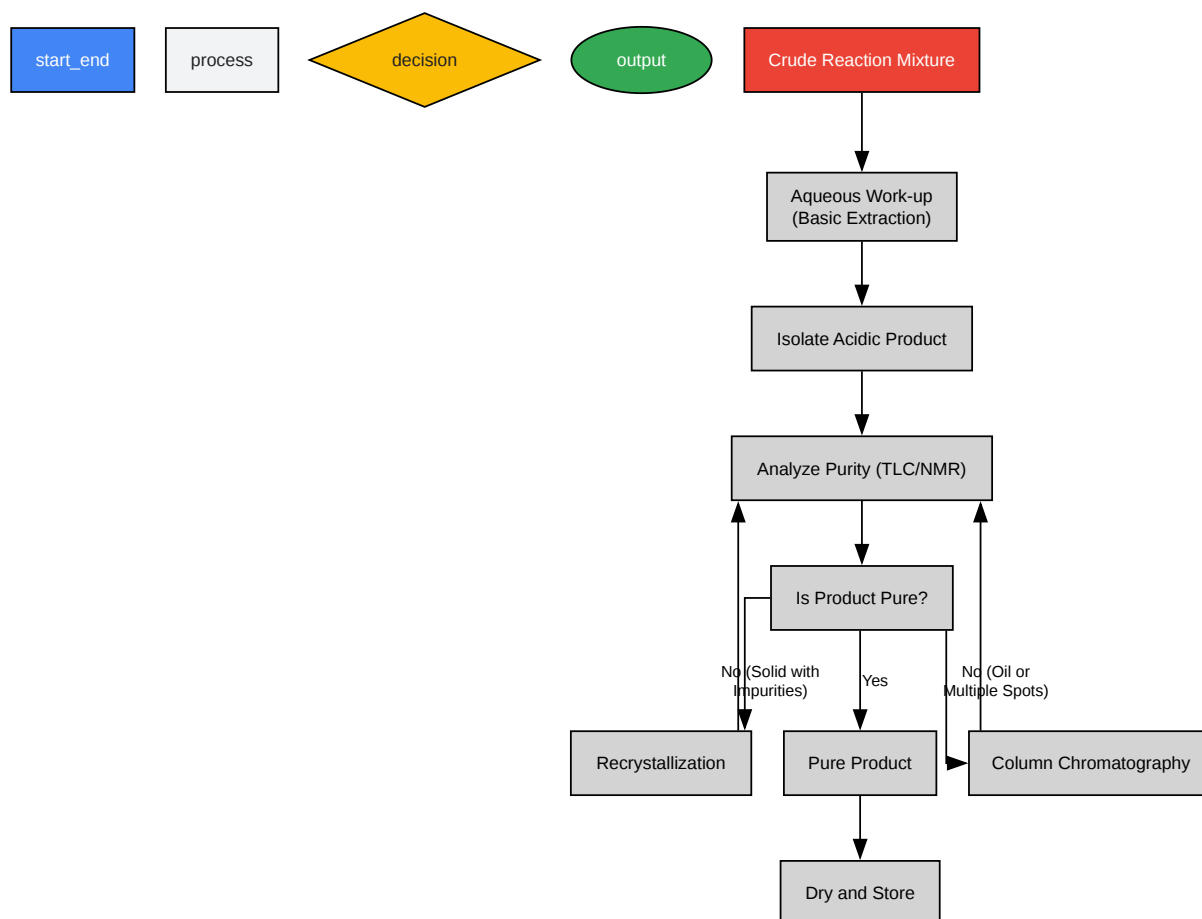 start_end
process
decision
output
Crude Reaction Mixture
Aqueous Work-up
(Basic Extraction)
Isolate Acidic Product
Analyze Purity (TLC/NMR)
Is Product Pure?
No (Solid with
Impurities)
Yes
No (Oil or
Multiple Spots)
Recrystallization
Pure Product
Column Chromatography
Dry and Store